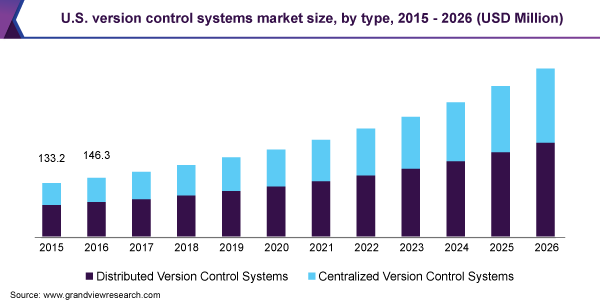 U.S. version control systems market size, by type, 2015 - 2026 (USD Million)
133.2
146.3
2015 2016 2017 2018 2019 2020 2021 2022 2023 2024 2025 2026
Distributed Version Control Systems Centralized Version Control Systems
Source: www.grandviewresearch.com